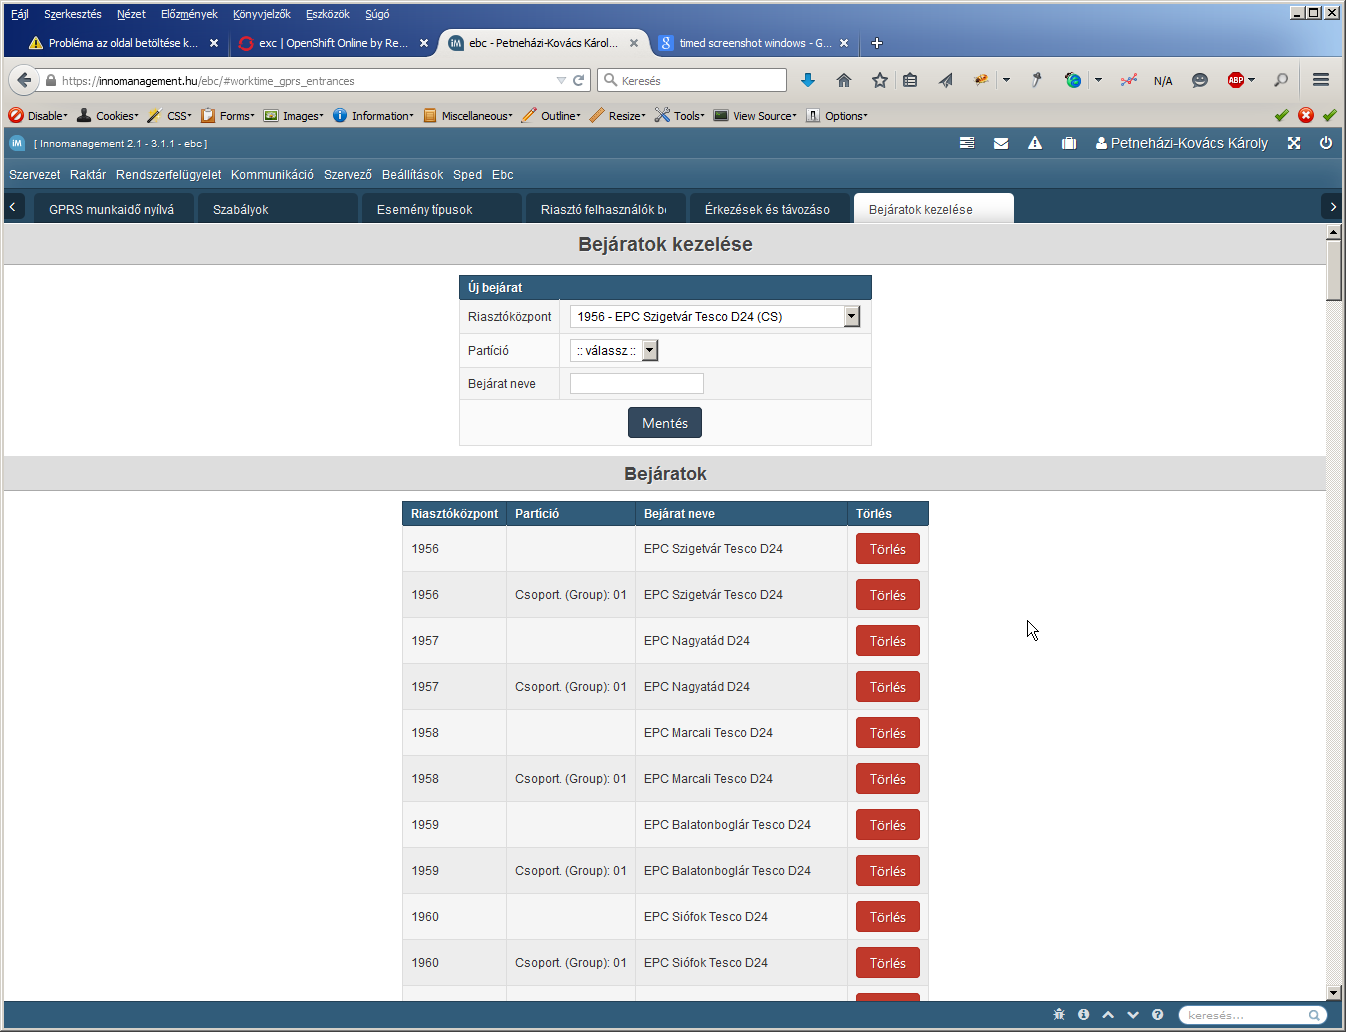 Fájl Szerkesztés Nézet Előzmények Könyvjelzők Eszközök Súgó
Probléma az oldal betöltése k... exc | OpenShift Online by Re... ebc - Petneházi-Kovács Károl... timed screenshot windows - G...
https://innomanagement.hu/ebc/#worktime_gprs_entrances Keresés N/A ABP
Disable Cookies CSS Forms Images Information Miscellaneous Outline Resize Tools View Source Options
iM [ Innomanagement 2.1 - 3.1.1 - ebc ] Petneházi-Kovács Károly
Szervezet Raktár Rendszerfelügyelet Kommunikáció Szervező Beállítások Sped Ebc
GPRS munkaidő nyilvá Szabályok Esemény típusok Riasztó felhasználók be Érkezések és távozáso Bejáratok kezelése
Bejáratok kezelése
Új bejárat
Riasztóközpont 1956 - EPC Szigetvár Tesco D24 (CS)
Partíció :: válassz ::
Bejárat neve
Mentés
Bejáratok
Riasztóközpont Partíció Bejárat neve Törlés
1956 EPC Szigetvár Tesco D24 Törlés
1956 Csoport. (Group): 01 EPC Szigetvár Tesco D24 Törlés
1957 EPC Nagyatád D24 Törlés
1957 Csoport. (Group): 01 EPC Nagyatád D24 Törlés
1958 EPC Marcali Tesco D24 Törlés
1958 Csoport. (Group): 01 EPC Marcali Tesco D24 Törlés
1959 EPC Balatonboglár Tesco D24 Törlés
1959 Csoport. (Group): 01 EPC Balatonboglár Tesco D24 Törlés
1960 EPC Siófok Tesco D24 Törlés
1960 Csoport. (Group): 01 EPC Siófok Tesco D24 Törlés
keresés...